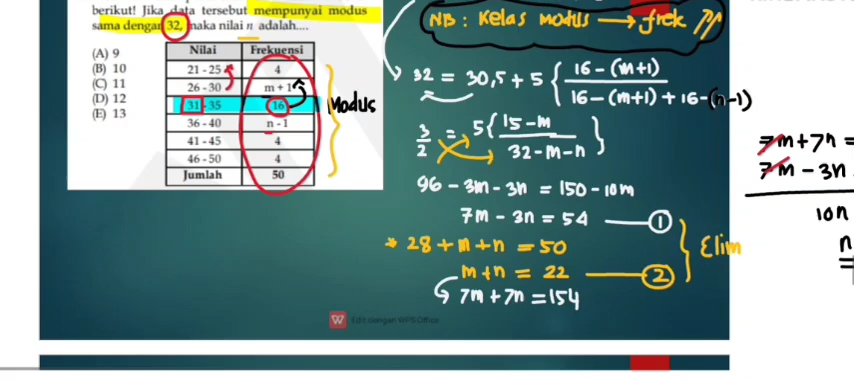 berikut! Jika data tersebut mempunyai modus
sama dengan 32, maka nilai n adalah....
(A) 9
(B) 10
(C) 11
(D) 12
(E) 13
Nilai Frekuensi
21 - 25 4
26 - 30 m + 1
31 - 35 16
36 - 40 n - 1
41 - 45 4
46 - 50 4
Jumlah 50
Modus
NB : Kelas modus → frek ↗↗
32 = 30,5 + 5 { 16 - (m+1) / 16 - (m+1) + 16 - (n-1)
3/2 = 5 { 15 - m / 32 - m - n }
96 - 3m - 3n = 150 - 10m
7m - 3n = 54 —— ①
* 28 + m + n = 50
m + n = 22 —— ②
7m + 7n = 154
Elim
7m + 7n =
7m - 3n
10n
n
=
Edit dengan WPS Office